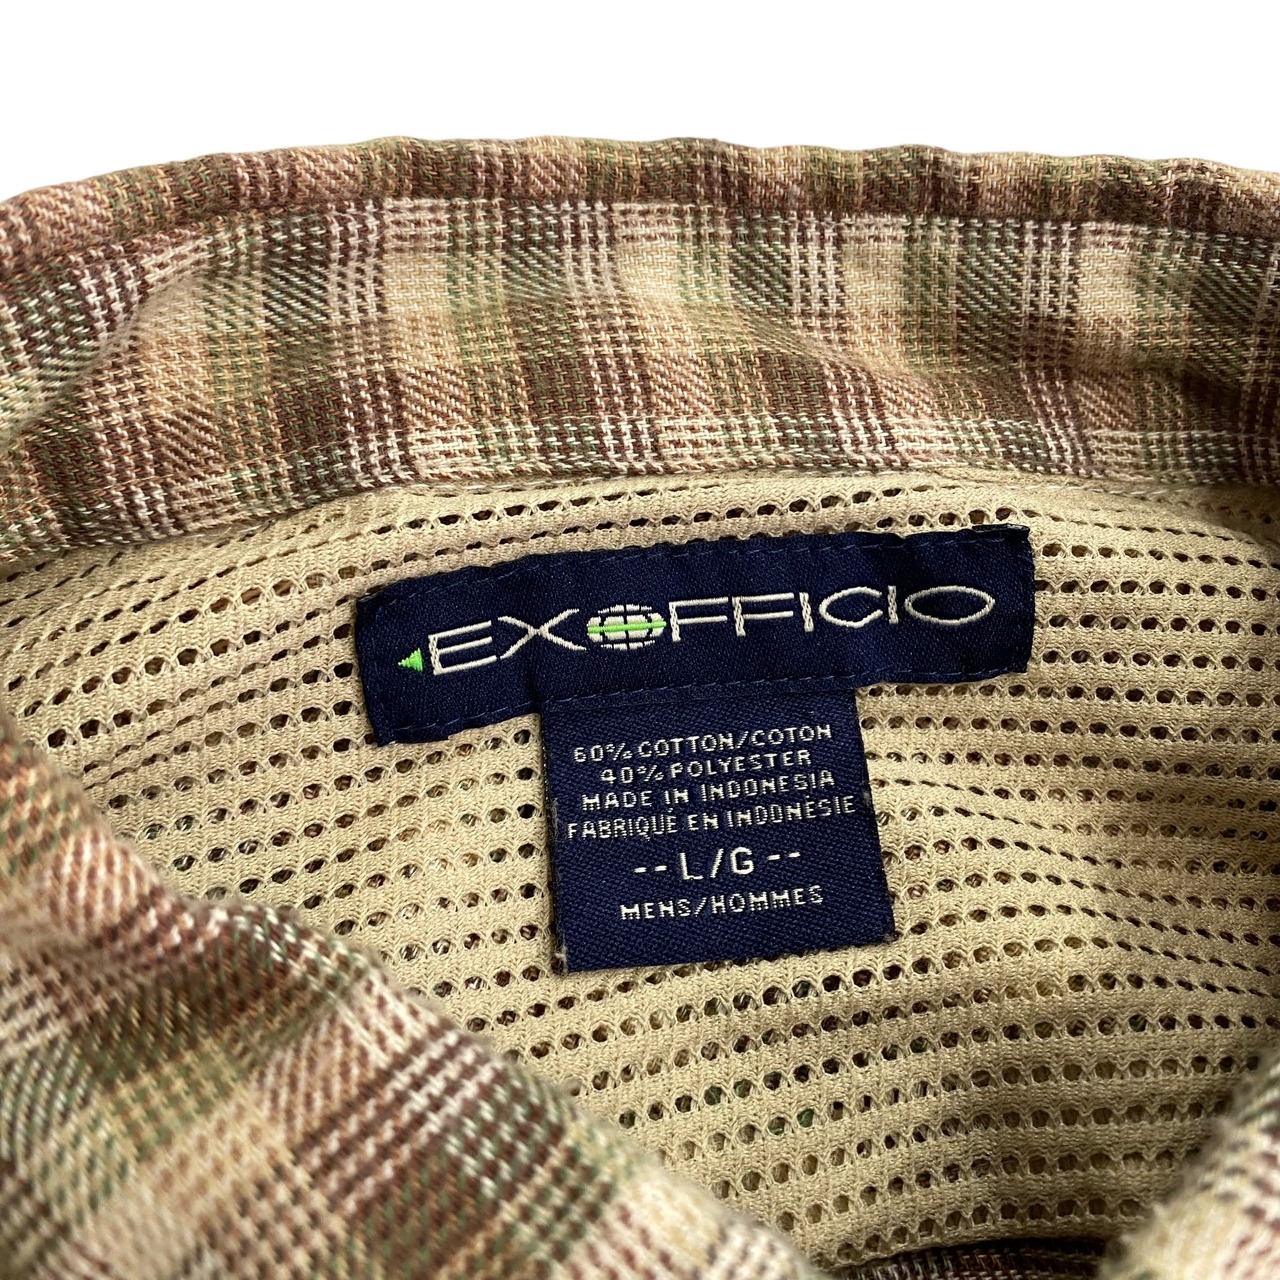 EXOFFICIO
60% COTTON/COTON
40% POLYESTER
MADE IN INDONESIA
FABRIQUE EN INDONESIE
--L/G--
MENS/HOMMES